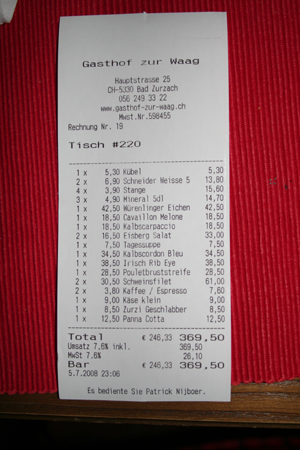 Gasthof zur Waag
Hauptstrasse 25
CH-5330 Bad Zurzach
056 249 33 22
www.gasthof-zur-waag.ch
Mwst.Nr.598455
Rechnung Nr. 19
Tisch #220
1 x 5,30 Kübel 5,30
2 x 6,90 Schneider Weisse 5 13,80
4 x 3,90 Stange 15,60
3 x 4,90 Mineral 5dl 14,70
1 x 42,50 Würenlinger Eichen 42,50
1 x 18,50 Cavaillon Melone 18,50
1 x 18,50 Kalbscarpaccio 18,50
2 x 16,50 Eisberg Salat 33,00
1 x 7,50 Tagessuppe 7,50
1 x 34,50 Kalbscordon Bleu 34,50
1 x 38,50 Irisch Rib Eye 38,50
1 x 28,50 Pouletbruststreife 28,50
2 x 30,50 Schweinsfilet 61,00
2 x 3,80 Kaffee / Espresso 7,60
1 x 9,00 Käse klein 9,00
1 x 8,50 Zurzi Geschlabber 8,50
1 x 12,50 Panna Cotta 12,50
Total € 246,33 369,50
Umsatz 7,6% inkl. 369,50
MwSt 7.6% 26,10
Bar € 246,33 369,50
5.7.2008 23:06
Es bediente Sie Patrick Nijboer.